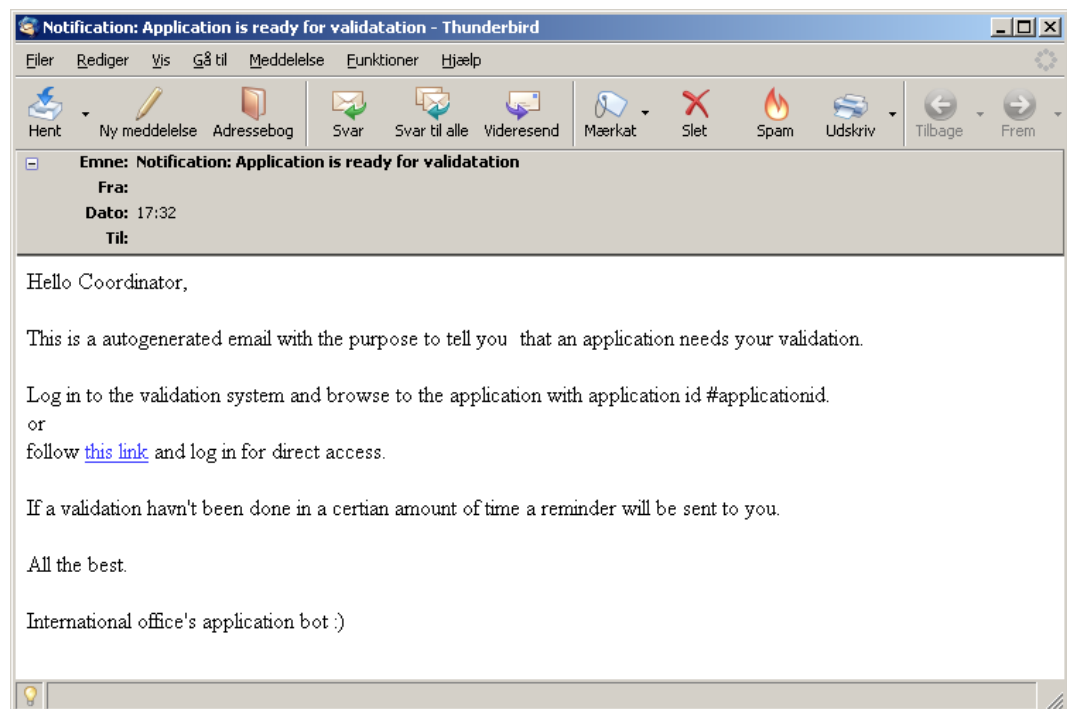 Notification: Application is ready for validatation - Thunderbird
Filer Rediger Vis Gå til Meddelelse Funktioner Hjælp
Hent Ny meddelelse Adressebog Svar Svar til alle Videresend Mærkat Slet Spam Udskriv Tilbage Frem
Emne: Notification: Application is ready for validatation
Fra:
Dato: 17:32
Til:
Hello Coordinator,
This is a autogenerated email with the purpose to tell you  that an application needs your validation.
Log in to the validation system and browse to the application with application id #applicationid.
or
follow this link and log in for direct access.
If a validation havn't been done in a certian amount of time a reminder will be sent to you.
All the best.
International office's application bot :)